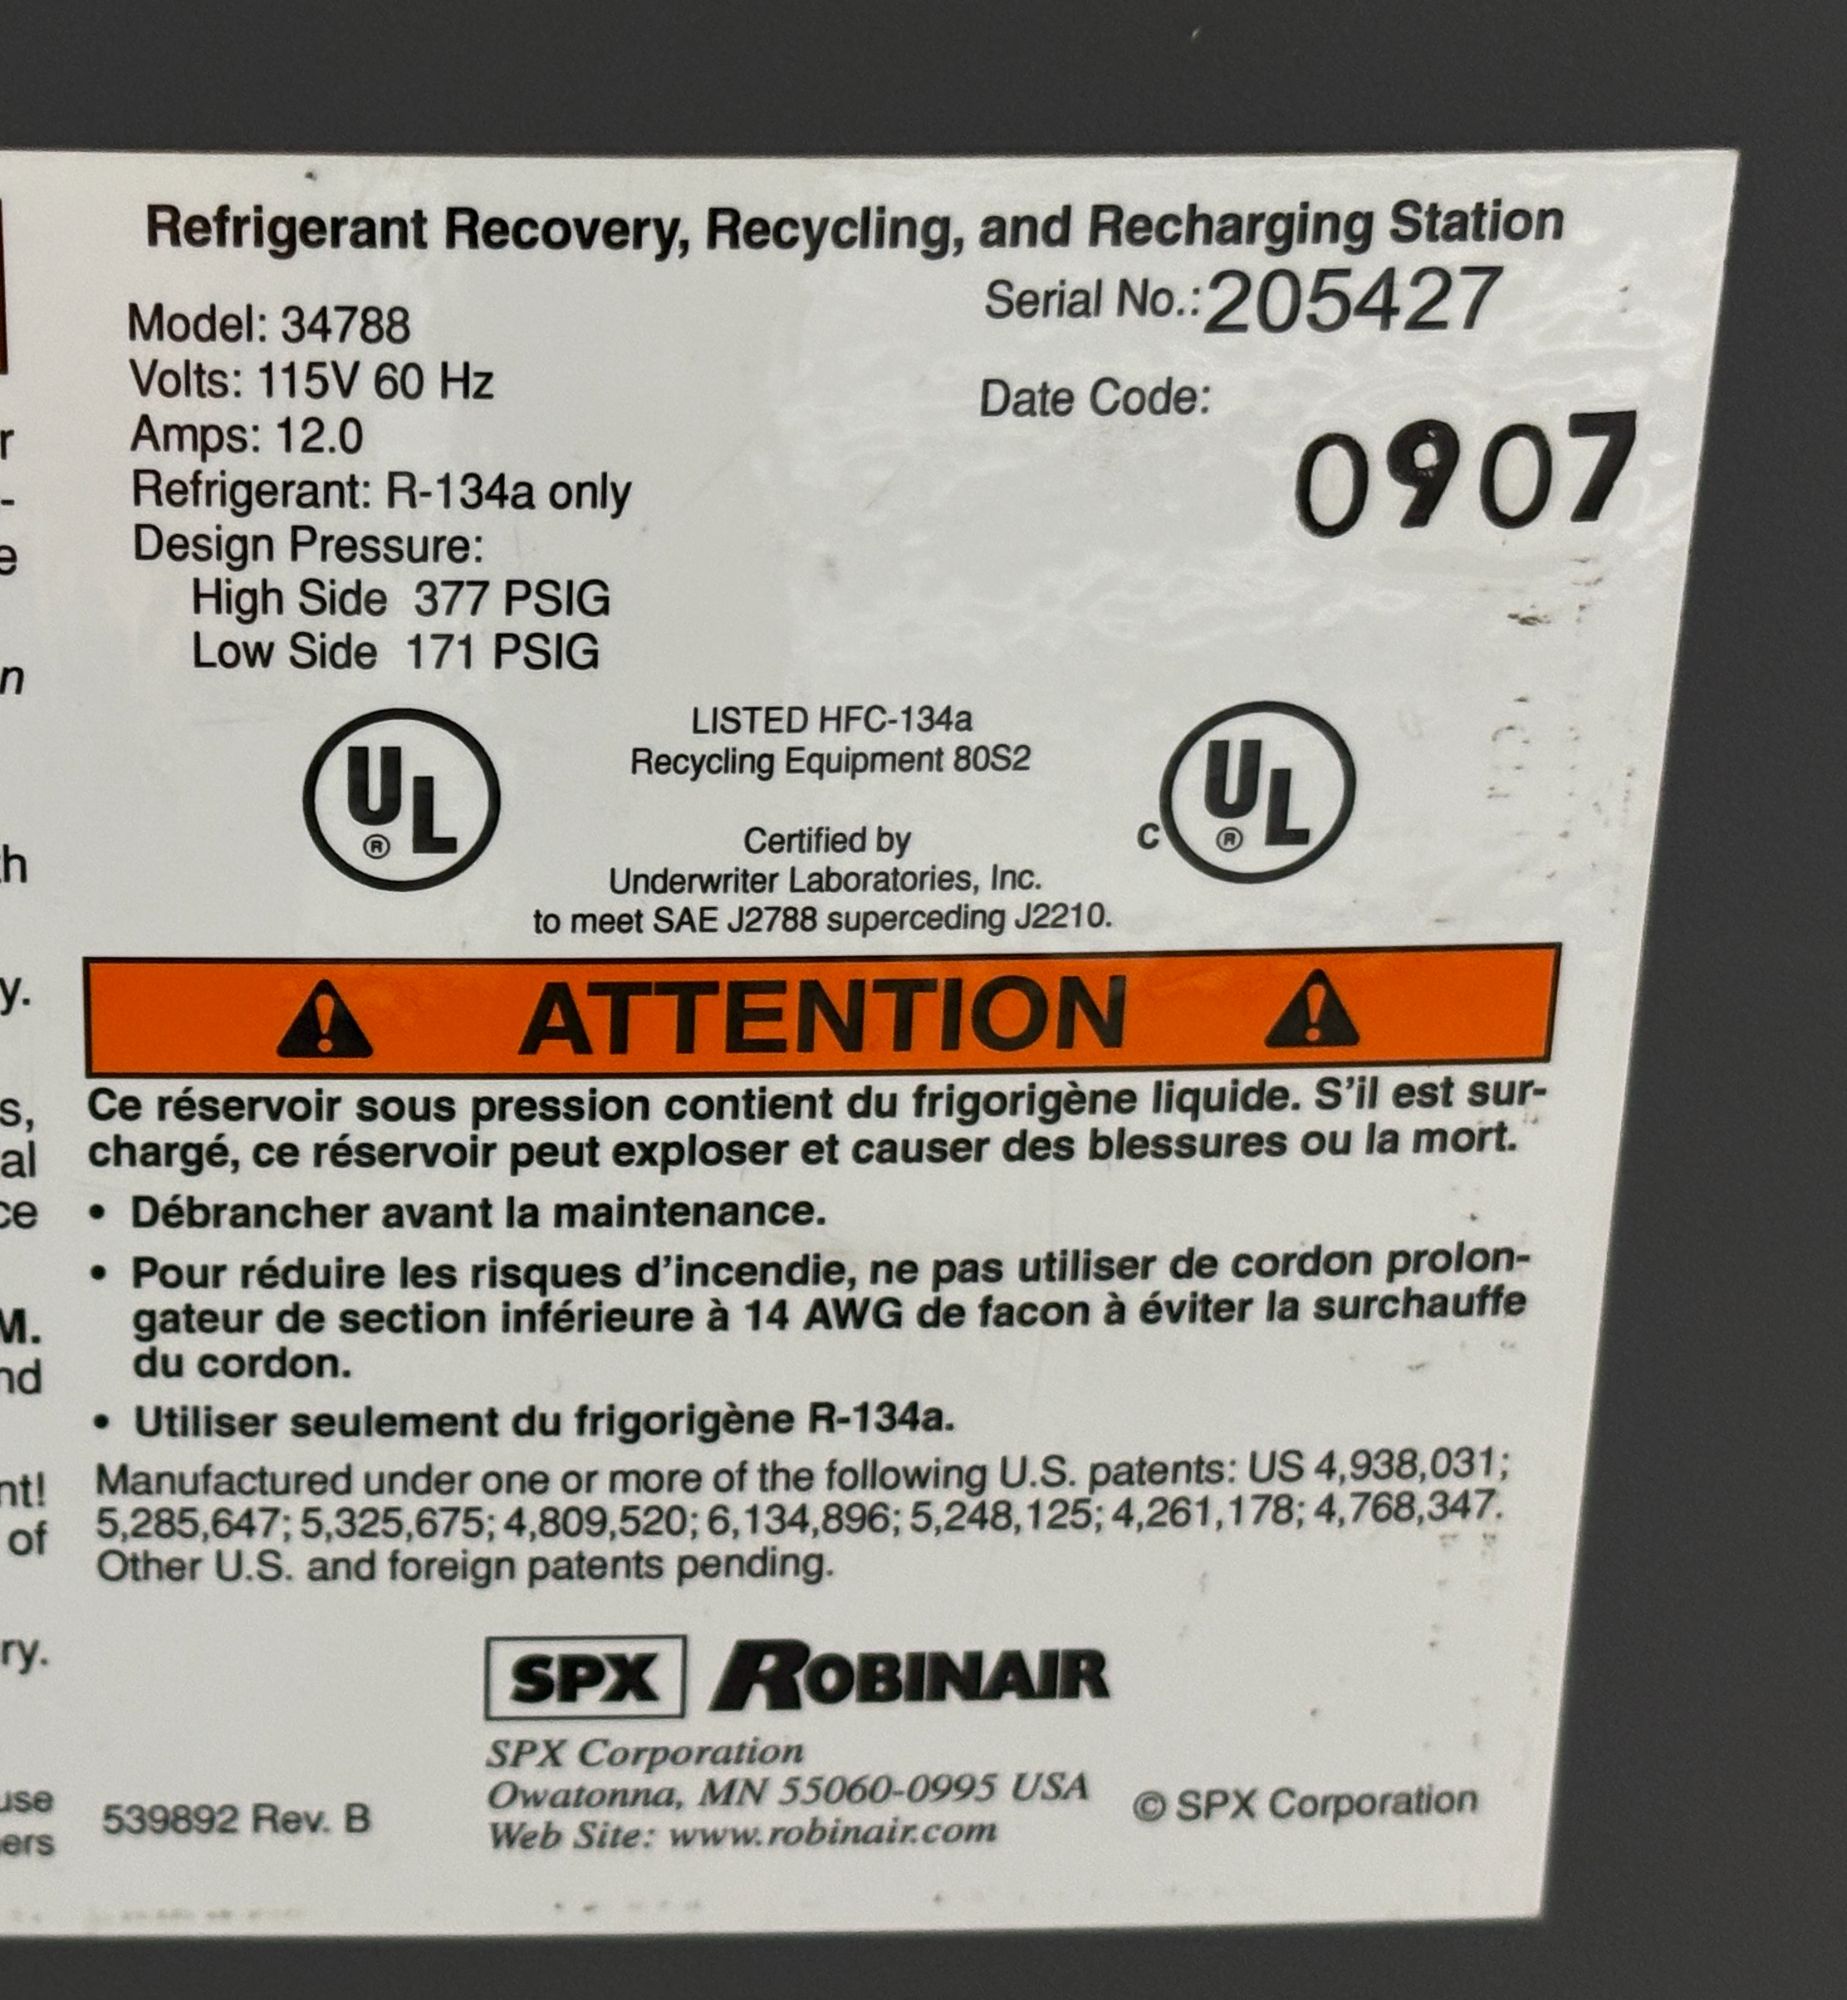 Refrigerant Recovery, Recycling, and Recharging Station
Serial No.: 205427
Model: 34788
Volts: 115V 60 Hz
Date Code:
Amps: 12.0
0907
Refrigerant: R-134a only
Design Pressure:
High Side 377 PSIG
Low Side 171 PSIG
UL ®
LISTED HFC-134a
Recycling Equipment 80S2
Certified by
Underwriter Laboratories, Inc.
to meet SAE J2788 superceding J2210.
C UL ®
ATTENTION
Ce réservoir sous pression contient du frigorigène liquide. S'il est sur-
chargé, ce réservoir peut exploser et causer des blessures ou la mort.
• Débrancher avant la maintenance.
• Pour réduire les risques d'incendie, ne pas utiliser de cordon prolon-
gateur de section inférieure à 14 AWG de facon à éviter la surchauffe
du cordon.
• Utiliser seulement du frigorigène R-134a.
Manufactured under one or more of the following U.S. patents: US 4,938,031;
5,285,647; 5,325,675; 4,809,520; 6,134,896; 5,248,125; 4,261,178; 4,768,347.
Other U.S. and foreign patents pending.
SPX ROBINAIR
SPX Corporation
Owatonna, MN 55060-0995 USA
Web Site: www.robinair.com
539892 Rev. B
© SPX Corporation